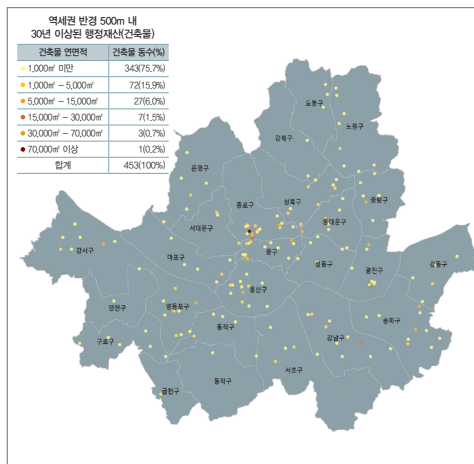 역세권 반경 500m 내
30년 이상된 행정재산(건축물)
건축물 연면적 건축물 동수(%)
1,000㎡ 미만 343(75.7%)
1,000㎡ – 5,000㎡ 72(15.9%)
5,000㎡ – 15,000㎡ 27(6.0%)
15,000㎡ – 30,000㎡ 7(1.5%)
30,000㎡ – 70,000㎡ 3(0.7%)
70,000㎡ 이상 1(0.2%)
합계 453(100%)
도봉구
노원구
강북구
은평구
중랑구
종로구
성북구
서대문구
동대문구
중구
강서구
마포구
성동구
광진구
강동구
용산구
양천구
영등포구
동작구
송파구
구로구
강남구
서초구
금천구
동작구